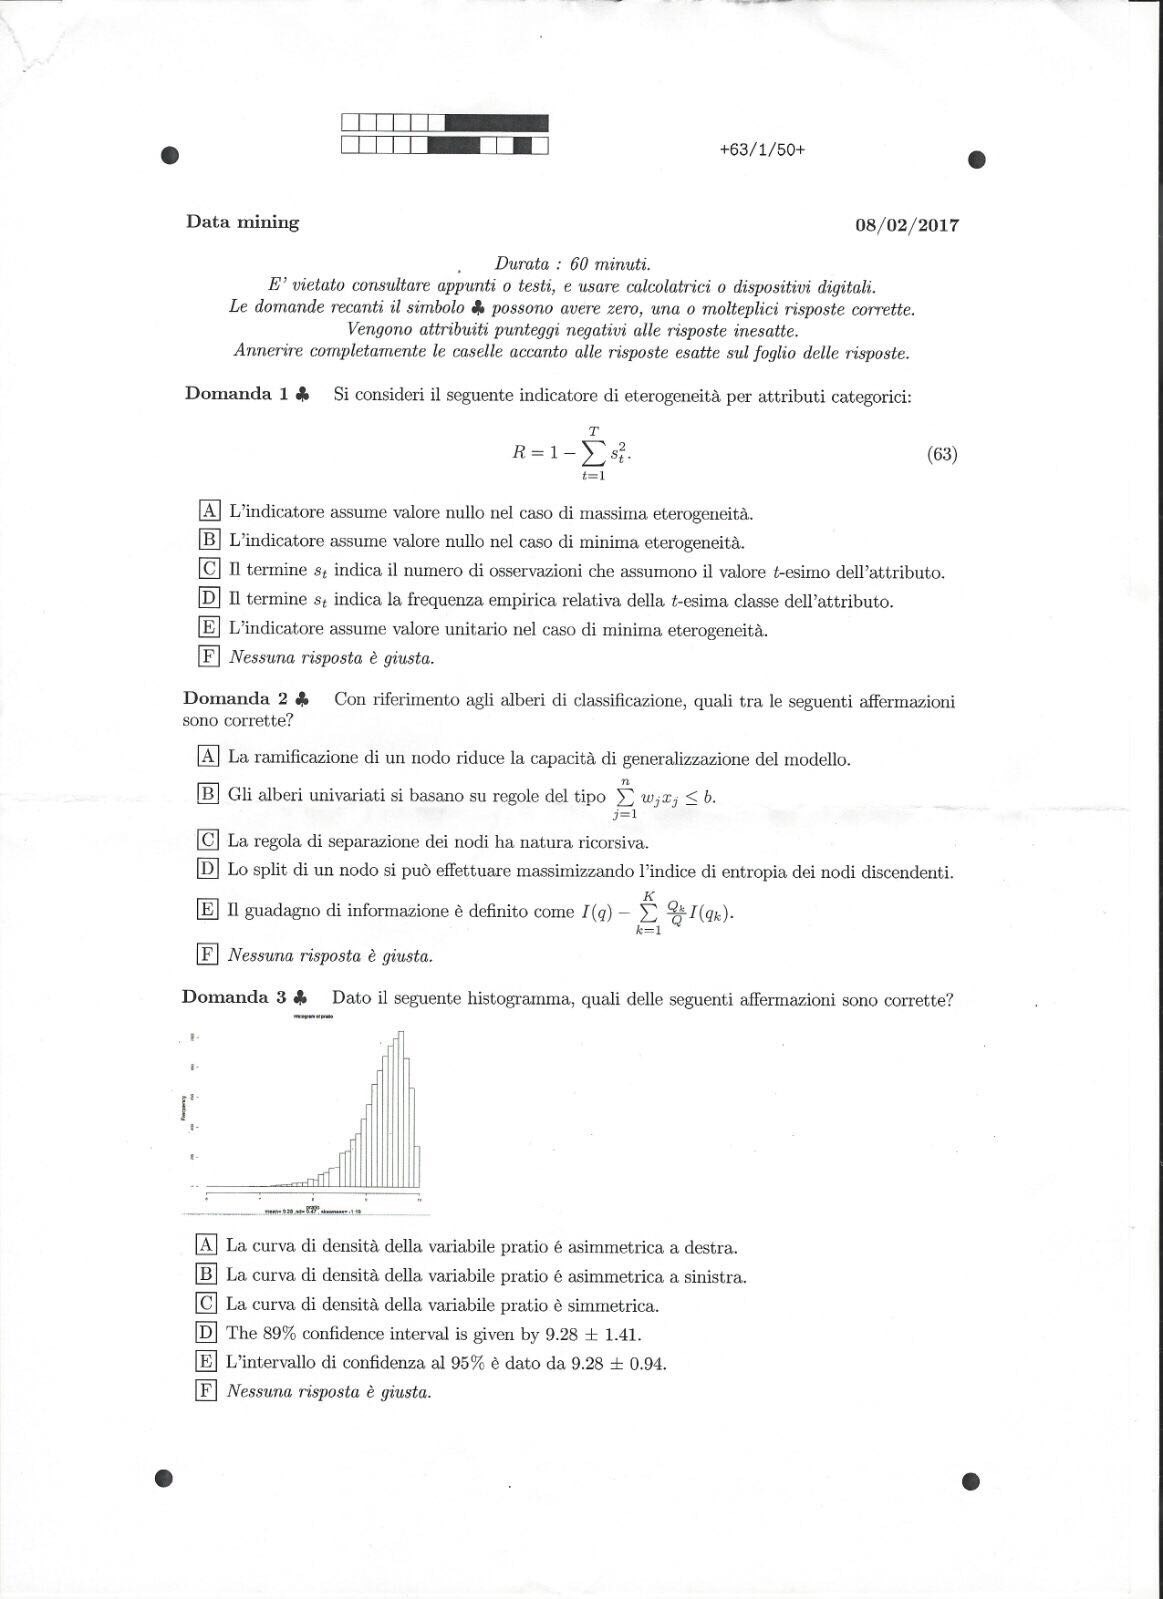 +63/1/50+
Data mining 08/02/2017
Durata : 60 minuti.
E' vietato consultare appunti o testi, e usare calcolatrici o dispositivi digitali.
Le domande recanti il simbolo ♣ possono avere zero, una o molteplici risposte corrette.
Vengono attribuiti punteggi negativi alle risposte inesatte.
Annerire completamente le caselle accanto alle risposte esatte sul foglio delle risposte.
Domanda 1 ♣ Si consideri il seguente indicatore di eterogeneità per attributi categorici:
R = 1 − ∑_{t=1}^{T} s_t^2. (63)
A L'indicatore assume valore nullo nel caso di massima eterogeneità.
B L'indicatore assume valore nullo nel caso di minima eterogeneità.
C Il termine s_t indica il numero di osservazioni che assumono il valore t-esimo dell'attributo.
D Il termine s_t indica la frequenza empirica relativa della t-esima classe dell'attributo.
E L'indicatore assume valore unitario nel caso di minima eterogeneità.
F Nessuna risposta è giusta.
Domanda 2 ♣ Con riferimento agli alberi di classificazione, quali tra le seguenti affermazioni
sono corrette?
A La ramificazione di un nodo riduce la capacità di generalizzazione del modello.
B Gli alberi univariati si basano su regole del tipo ∑_{j=1}^{n} w_j x_j ≤ b.
C La regola di separazione dei nodi ha natura ricorsiva.
D Lo split di un nodo si può effettuare massimizzando l'indice di entropia dei nodi discendenti.
E Il guadagno di informazione è definito come I(q) − ∑_{k=1}^{K} Q_k/Q I(q_k).
F Nessuna risposta è giusta.
Domanda 3 ♣ Dato il seguente histogramma, quali delle seguenti affermazioni sono corrette?
Histogram of pratio
Frequency
pratio
mean= 9.28 ,sd= 0.47 , skewness= -1.16
A La curva di densità della variabile pratio é asimmetrica a destra.
B La curva di densità della variabile pratio é asimmetrica a sinistra.
C La curva di densità della variabile pratio è simmetrica.
D The 89% confidence interval is given by 9.28 ± 1.41.
E L'intervallo di confidenza al 95% è dato da 9.28 ± 0.94.
F Nessuna risposta è giusta.